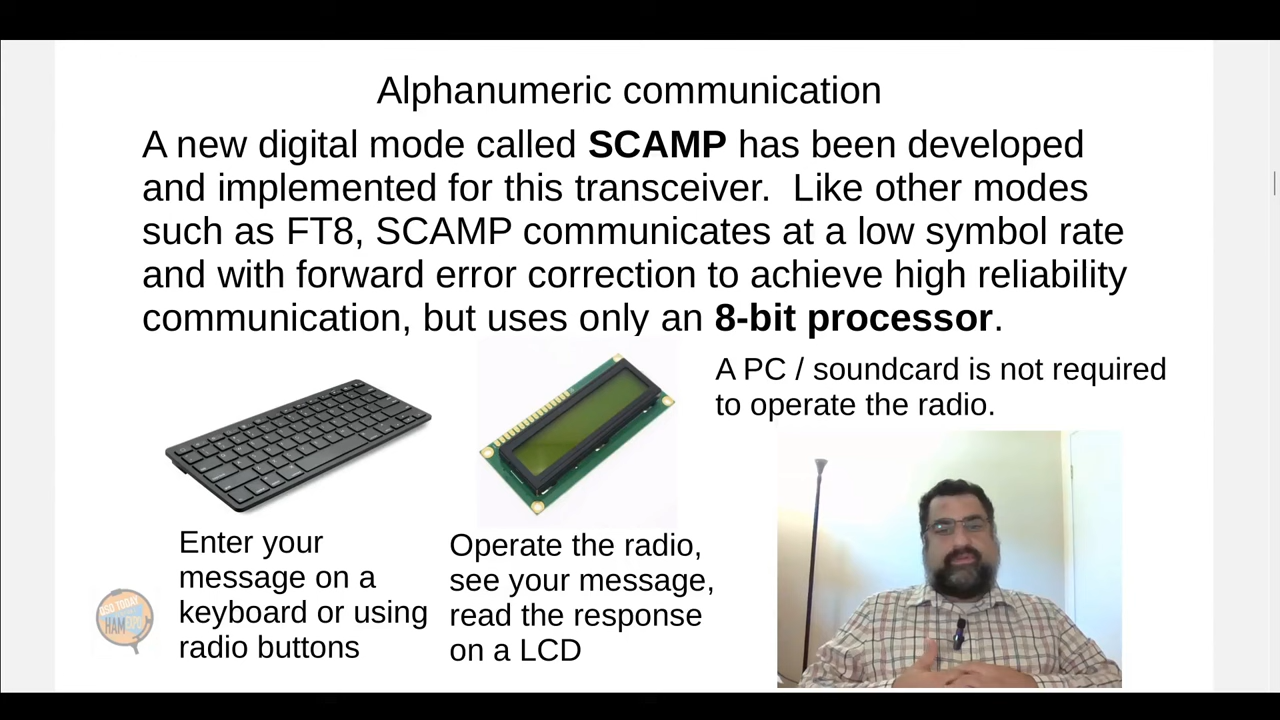 Alphanumeric communication
A new digital mode called SCAMP has been developed
and implemented for this transceiver.  Like other modes
such as FT8, SCAMP communicates at a low symbol rate
and with forward error correction to achieve high reliability
communication, but uses only an 8-bit processor.
A PC / soundcard is not required
to operate the radio.
Enter your
message on a
keyboard or using
radio buttons
Operate the radio,
see your message,
read the response
on a LCD
QSO TODAY
HAMEXPO